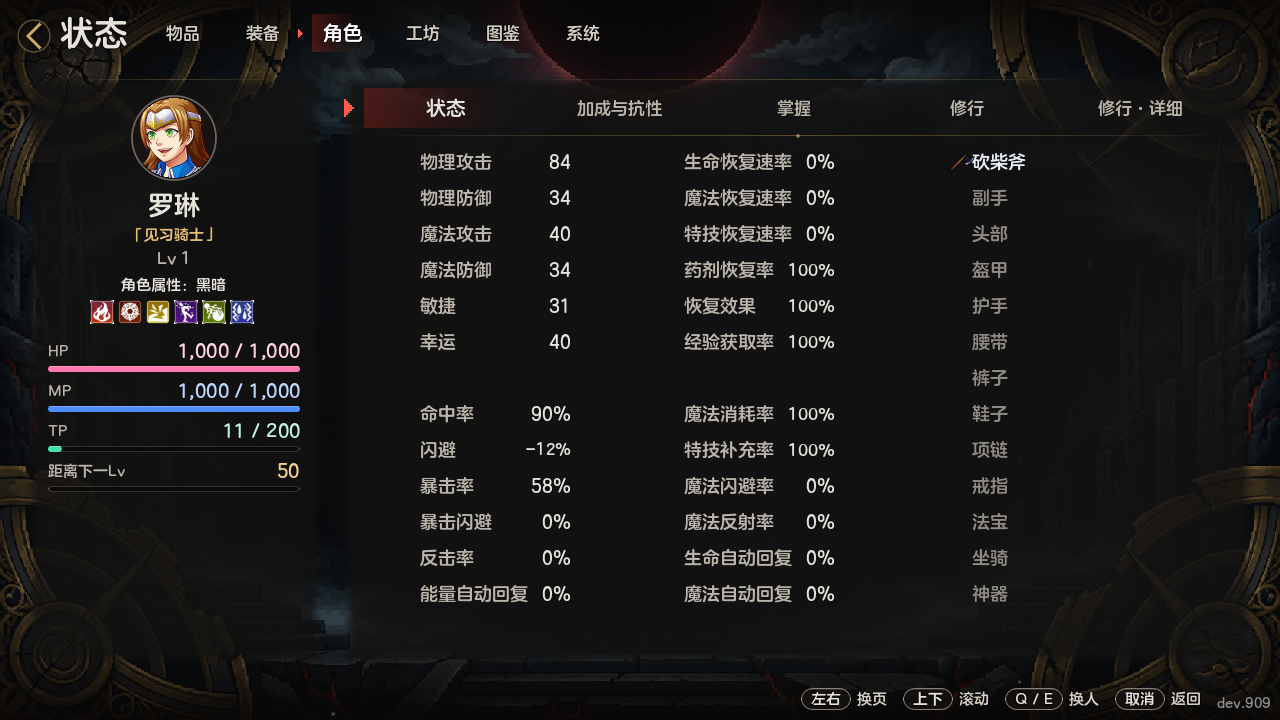 状态 物品 装备 角色 工坊 图鉴 系统
状态 加成与抗性 掌握 修行 修行·详细
罗琳
「见习骑士」
Lv 1
角色属性：黑暗
HP 1,000 / 1,000
MP 1,000 / 1,000
TP 11 / 200
距离下一Lv 50
物理攻击 84 生命恢复速率 0% 砍柴斧
物理防御 34 魔法恢复速率 0% 副手
魔法攻击 40 特技恢复速率 0% 头部
魔法防御 34 药剂恢复率 100% 盔甲
敏捷 31 恢复效果 100% 护手
幸运 40 经验获取率 100% 腰带
裤子
命中率 90% 魔法消耗率 100% 鞋子
闪避 -12% 特技补充率 100% 项链
暴击率 58% 魔法闪避率 0% 戒指
暴击闪避 0% 魔法反射率 0% 法宝
反击率 0% 生命自动回复 0% 坐骑
能量自动回复 0% 魔法自动回复 0% 神器
左右 换页 上下 滚动 Q / E 换人 取消 返回 dev.909